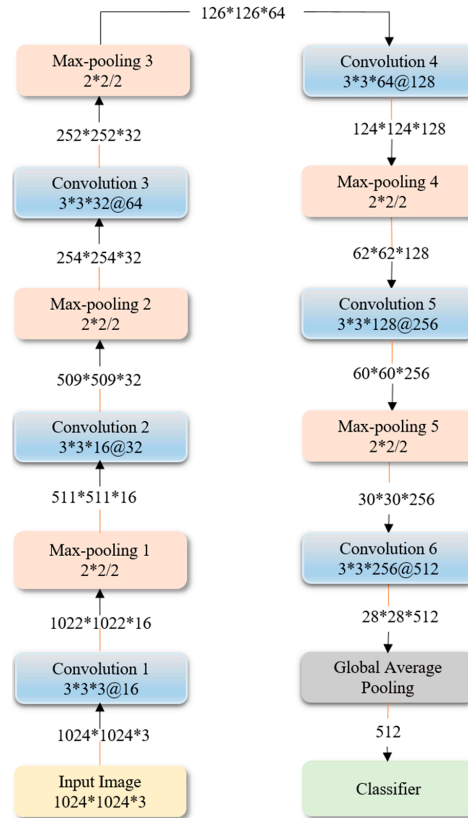 Input Image
1024*1024*3
1024*1024*3
Convolution 1
3*3*3@16
1022*1022*16
Max-pooling 1
2*2/2
511*511*16
Convolution 2
3*3*16@32
509*509*32
Max-pooling 2
2*2/2
254*254*32
Convolution 3
3*3*32@64
252*252*32
Max-pooling 3
2*2/2
126*126*64
Convolution 4
3*3*64@128
124*124*128
Max-pooling 4
2*2/2
62*62*128
Convolution 5
3*3*128@256
60*60*256
Max-pooling 5
2*2/2
30*30*256
Convolution 6
3*3*256@512
28*28*512
Global Average
Pooling
512
Classifier